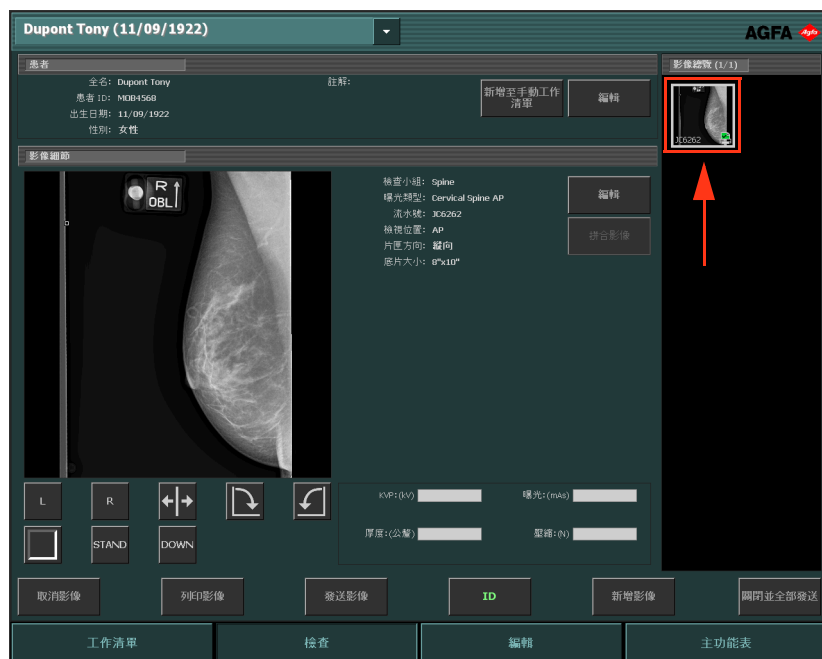 Dupont Tony (11/09/1922)
AGFA Agfa
患者
全名: Dupont Tony
患者 ID: MOB4568
出生日期: 11/09/1922
性別: 女性
註解:
新增至手動工作
清單
編輯
影像總覽 (1/1)
JC6262
影像細節
R
OBL
檢查小組: Spine
曝光類型: Cervical Spine AP
流水號: JC6262
檢視位置: AP
片匣方向: 縱向
底片大小: 8"x10"
編輯
拼合影像
L
R
STAND
DOWN
KVP:(kV)
曝光:(mAs)
厚度:(公釐)
壓縮:(N)
取消影像
列印影像
發送影像
ID
新增影像
關閉並全部發送
工作清單
檢查
編輯
主功能表